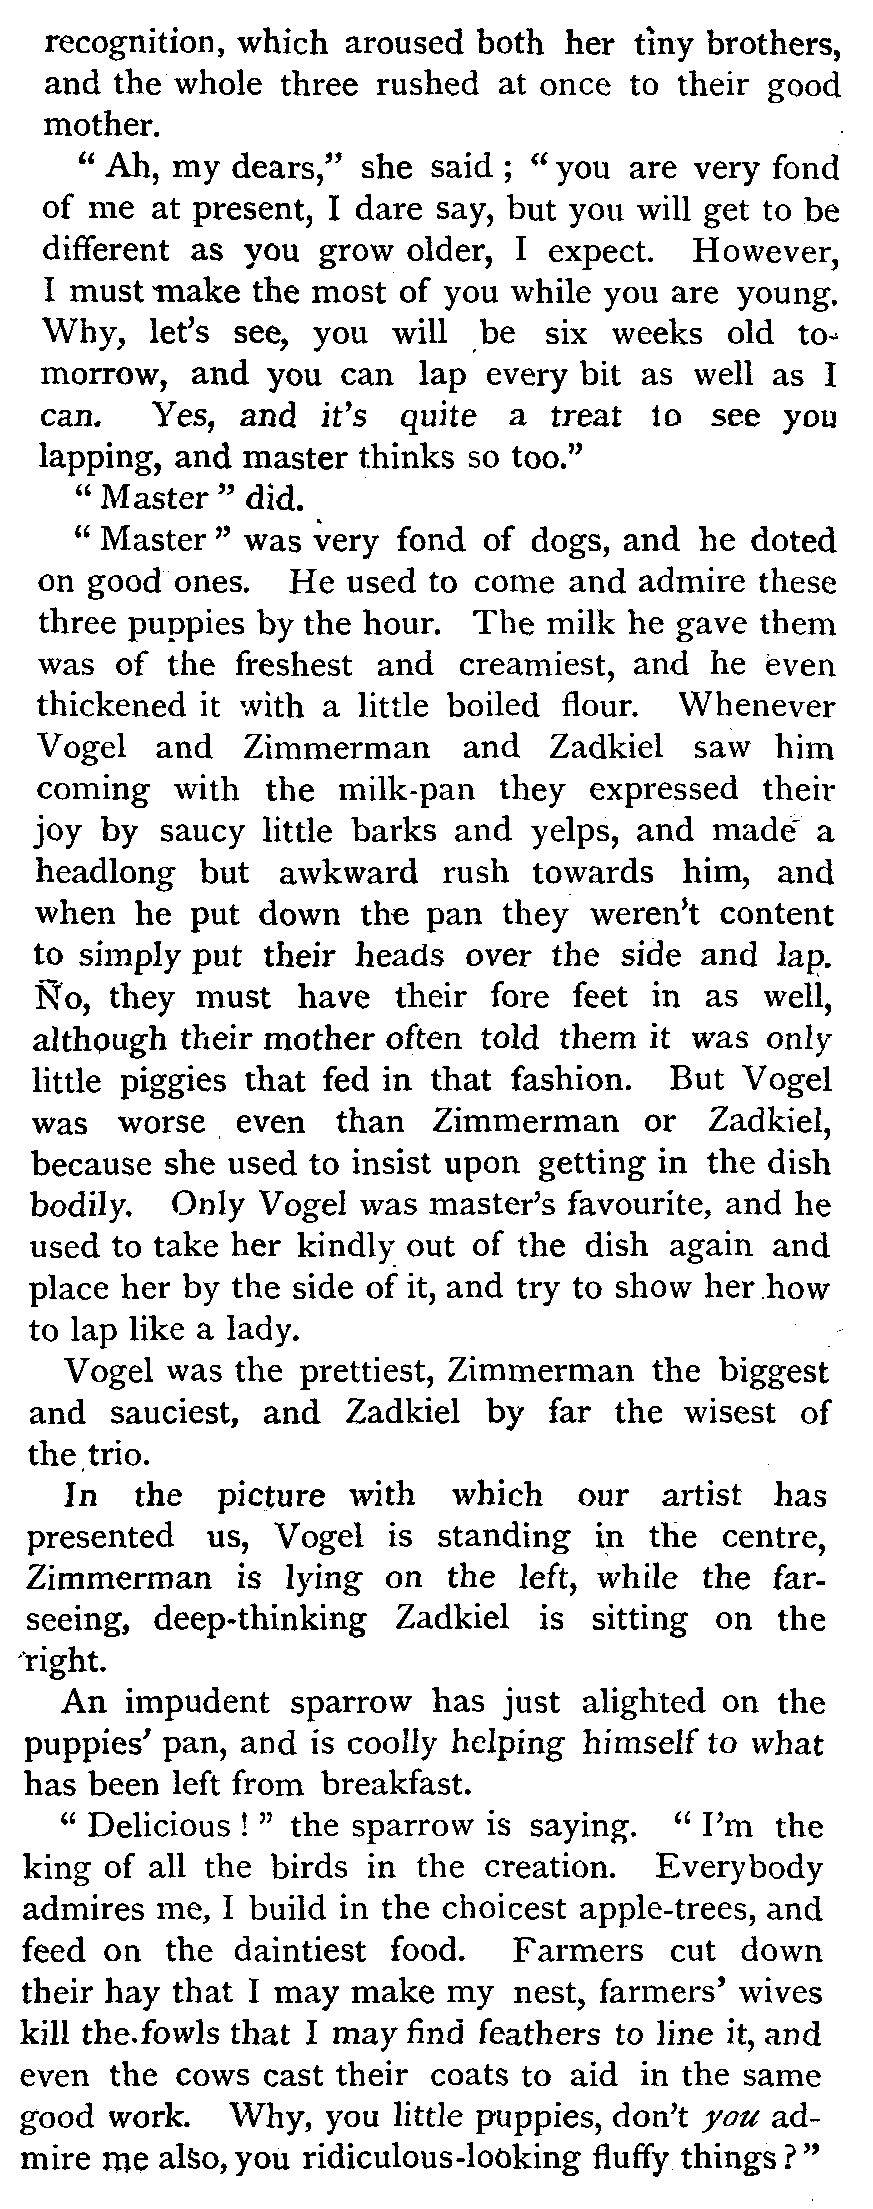 recognition, which aroused both her tiny brothers,
and the whole three rushed at once to their good
mother.
“ Ah, my dears,” she said ; “ you are very fond
of me at present, I dare say, but you will get to be
different as you grow older, I expect. However,
I must make the most of you while you are young.
Why, let’s see, you will be six weeks old to-
morrow, and you can lap every bit as well as I
can. Yes, and it’s quite a treat to see you
lapping, and master thinks so too.”
“ Master ” did.
“ Master ” was very fond of dogs, and he doted
on good ones. He used to come and admire these
three puppies by the hour. The milk he gave them
was of the freshest and creamiest, and he even
thickened it with a little boiled flour. Whenever
Vogel and Zimmerman and Zadkiel saw him
coming with the milk-pan they expressed their
joy by saucy little barks and yelps, and made a
headlong but awkward rush towards him, and
when he put down the pan they weren’t content
to simply put their heads over the side and lap.
No, they must have their fore feet in as well,
although their mother often told them it was only
little piggies that fed in that fashion. But Vogel
was worse even than Zimmerman or Zadkiel,
because she used to insist upon getting in the dish
bodily. Only Vogel was master’s favourite, and he
used to take her kindly out of the dish again and
place her by the side of it, and try to show her how
to lap like a lady.
Vogel was the prettiest, Zimmerman the biggest
and sauciest, and Zadkiel by far the wisest of
the trio.
In the picture with which our artist has
presented us, Vogel is standing in the centre,
Zimmerman is lying on the left, while the far-
seeing, deep-thinking Zadkiel is sitting on the
right.
An impudent sparrow has just alighted on the
puppies’ pan, and is coolly helping himself to what
has been left from breakfast.
“ Delicious ! ” the sparrow is saying. “ I’m the
king of all the birds in the creation. Everybody
admires me, I build in the choicest apple-trees, and
feed on the daintiest food. Farmers cut down
their hay that I may make my nest, farmers’ wives
kill the fowls that I may find feathers to line it, and
even the cows cast their coats to aid in the same
good work. Why, you little puppies, don’t you ad-
mire me also, you ridiculous-looking fluffy things ? ”